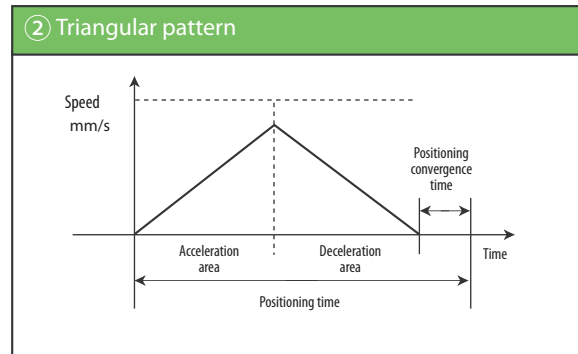 ② Triangular pattern
Speed
mm/s
Positioning
convergence
time
Acceleration
area
Deceleration
area
Time
Positioning time